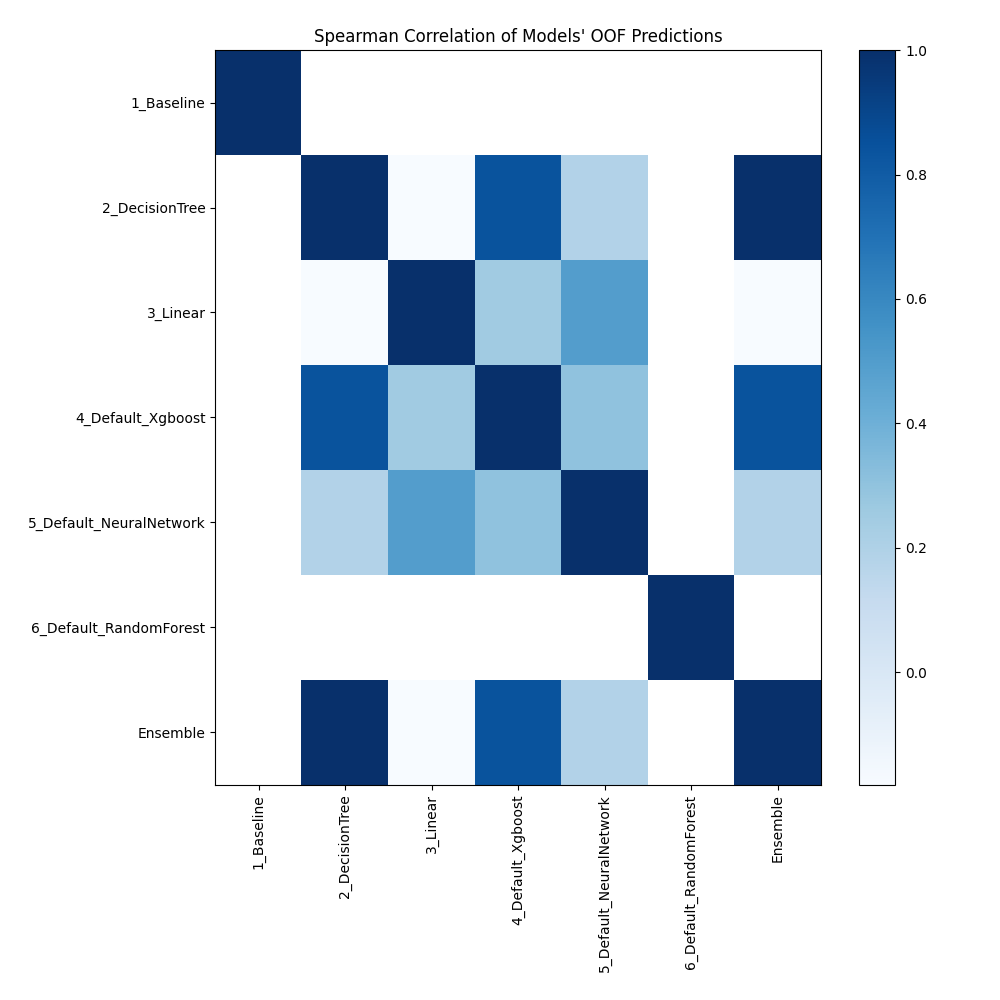 Spearman Correlation of Models' OOF Predictions
1_Baseline
2_DecisionTree
3_Linear
4_Default_Xgboost
5_Default_NeuralNetwork
6_Default_RandomForest
Ensemble
1_Baseline
2_DecisionTree
3_Linear
4_Default_Xgboost
5_Default_NeuralNetwork
6_Default_RandomForest
Ensemble
1.0
0.8
0.6
0.4
0.2
0.0